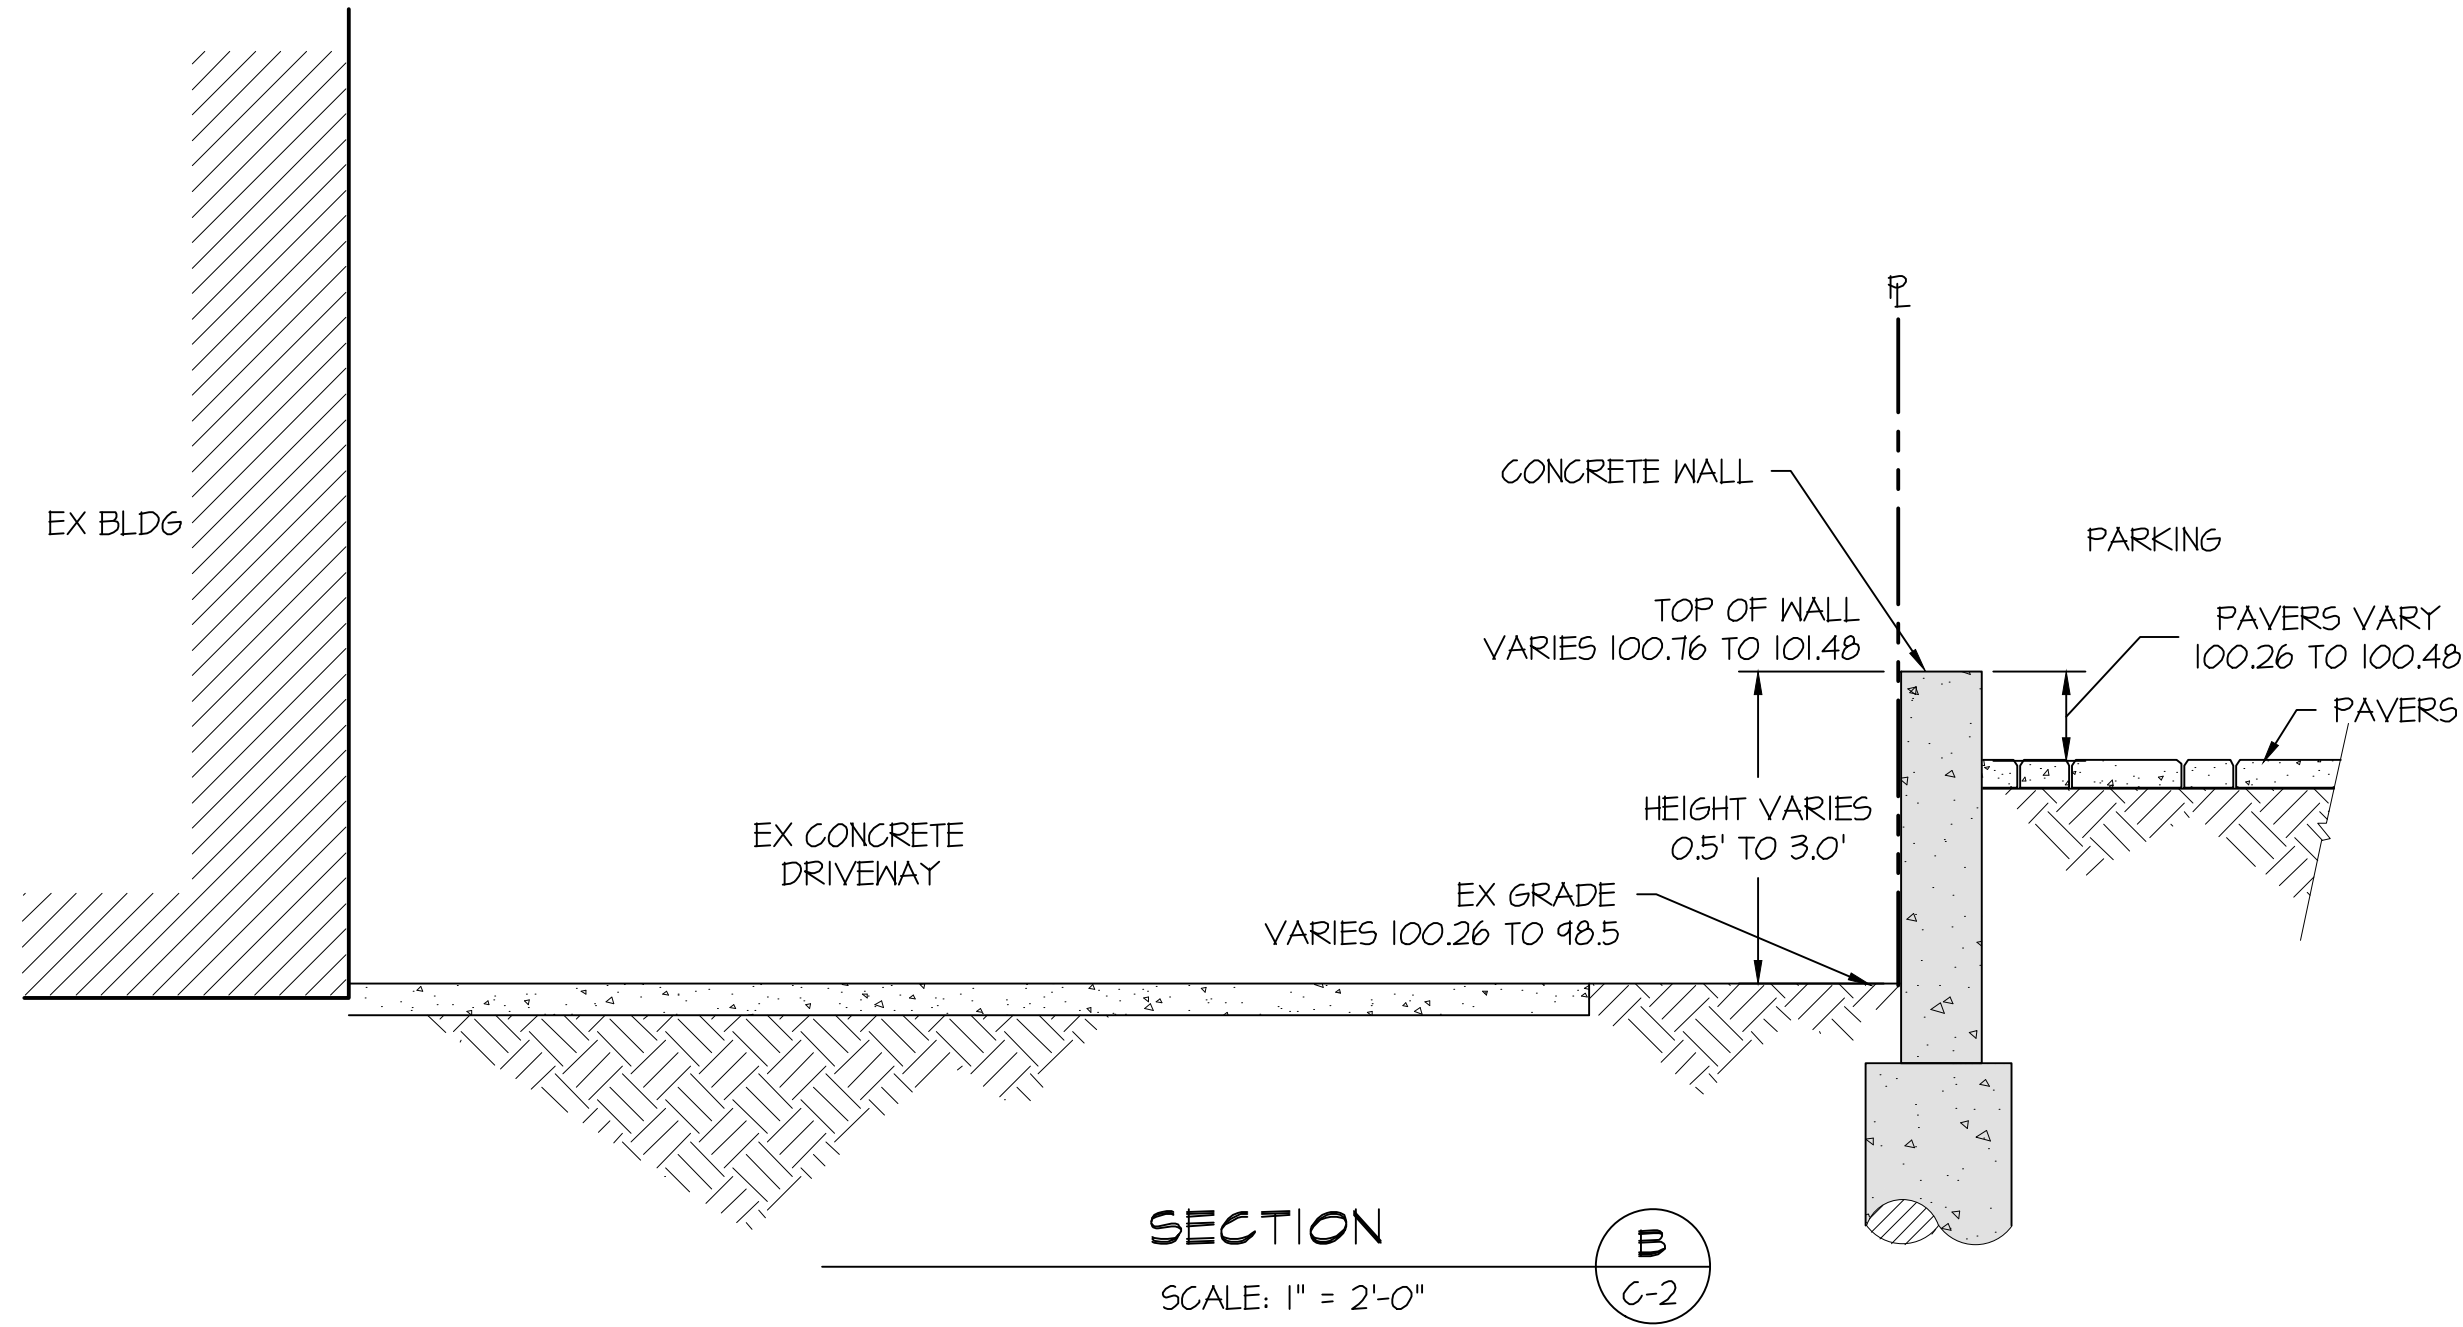 PL
CONCRETE WALL
EX BLDG
PARKING
TOP OF WALL
VARIES 100.76 TO 101.48
PAVERS VARY
100.26 TO 100.48
PAVERS
HEIGHT VARIES
0.5' TO 3.0'
EX CONCRETE
DRIVEWAY
EX GRADE
VARIES 100.26 TO 98.5
SECTION
B
SCALE: 1" = 2'-0"
C-2